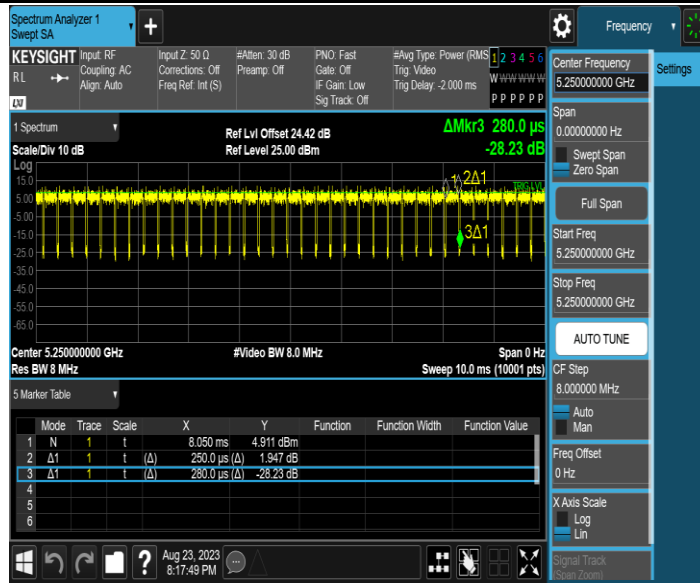 Spectrum Analyzer 1
Swept SA
Frequency
KEYSIGHT
RL
LXI
Input: RF
Coupling: AC
Align: Auto
Input Z: 50 Ω
Corrections: Off
Freq Ref: Int (S)
#Atten: 30 dB
Preamp: Off
PNO: Fast
Gate: Off
IF Gain: Low
Sig Track: Off
#Avg Type: Power (RMS
Trig: Video
Trig Delay: -2.000 ms
1 2 3 4 5 6
W W W W W W
P P P P P P
Center Frequency
5.250000000 GHz
Settings
Span
0.00000000 Hz
Swept Span
Zero Span
Full Span
Start Freq
5.250000000 GHz
Stop Freq
5.250000000 GHz
AUTO TUNE
CF Step
8.000000 MHz
Auto
Man
Freq Offset
0 Hz
X Axis Scale
Log
Lin
Signal Track
(Span Zoom)
1 Spectrum
Scale/Div 10 dB
Log
Ref Lvl Offset 24.42 dB
Ref Level 25.00 dBm
ΔMkr3 280.0 µs
-28.23 dB
15.0
5.00
-5.00
-15.0
-25.0
-35.0
-45.0
-55.0
-65.0
1
2Δ1
TRIG LVL
3Δ1
Center 5.250000000 GHz
Res BW 8 MHz
#Video BW 8.0 MHz
Span 0 Hz
Sweep 10.0 ms (10001 pts)
5 Marker Table
Mode Trace Scale X Y Function Function Width Function Value
1 N 1 t 8.050 ms 4.911 dBm
2 Δ1 1 t (Δ) 250.0 µs (Δ) 1.947 dB
3 Δ1 1 t (Δ) 280.0 µs (Δ) -28.23 dB
4
5
6
?
Aug 23, 2023
8:17:49 PM